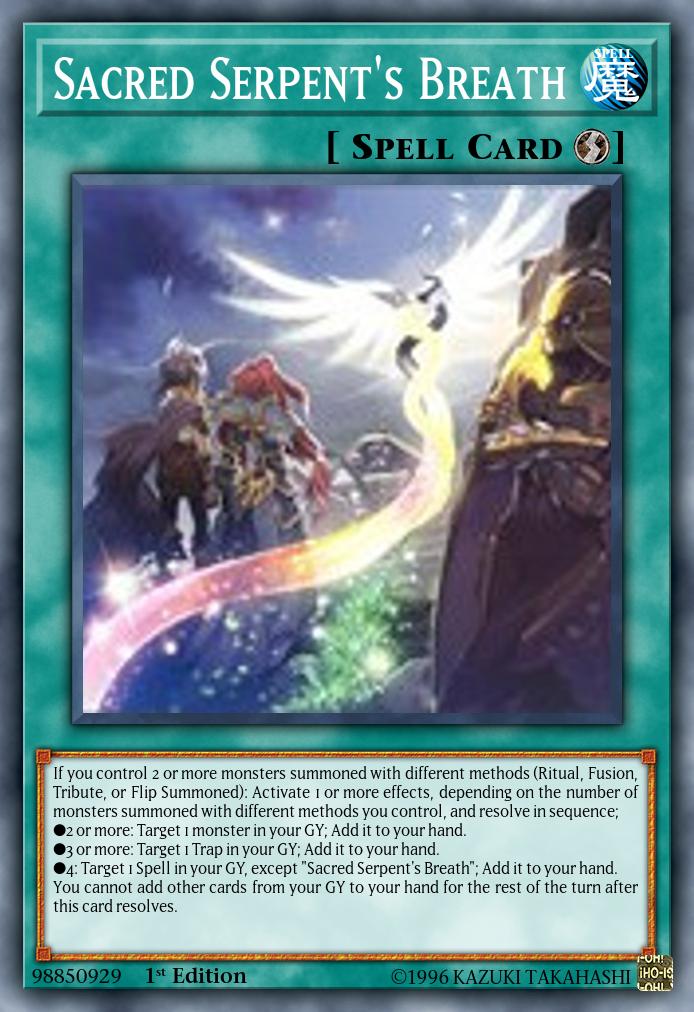 SACRED SERPENT'S BREATH
SPELL
魔
[ SPELL CARD ]
If you control 2 or more monsters summoned with different methods (Ritual, Fusion,
Tribute, or Flip Summoned): Activate 1 or more effects, depending on the number of
monsters summoned with different methods you control, and resolve in sequence;
●2 or more: Target 1 monster in your GY; Add it to your hand.
●3 or more: Target 1 Trap in your GY; Add it to your hand.
●4: Target 1 Spell in your GY, except "Sacred Serpent's Breath"; Add it to your hand.
You cannot add other cards from your GY to your hand for the rest of the turn after
this card resolves.
98850929 1st Edition ©1996 KAZUKI TAKAHASHI